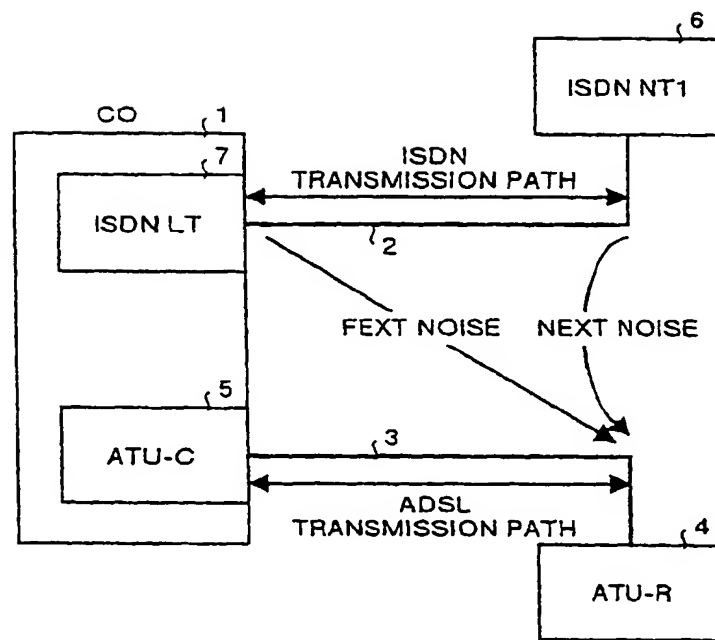 6
ISDN NT1
CO
1
7
ISDN LT
ISDN
TRANSMISSION PATH
2
FEXT NOISE
NEXT NOISE
5
ATU-C
3
ADSL
TRANSMISSION PATH
4
ATU-R